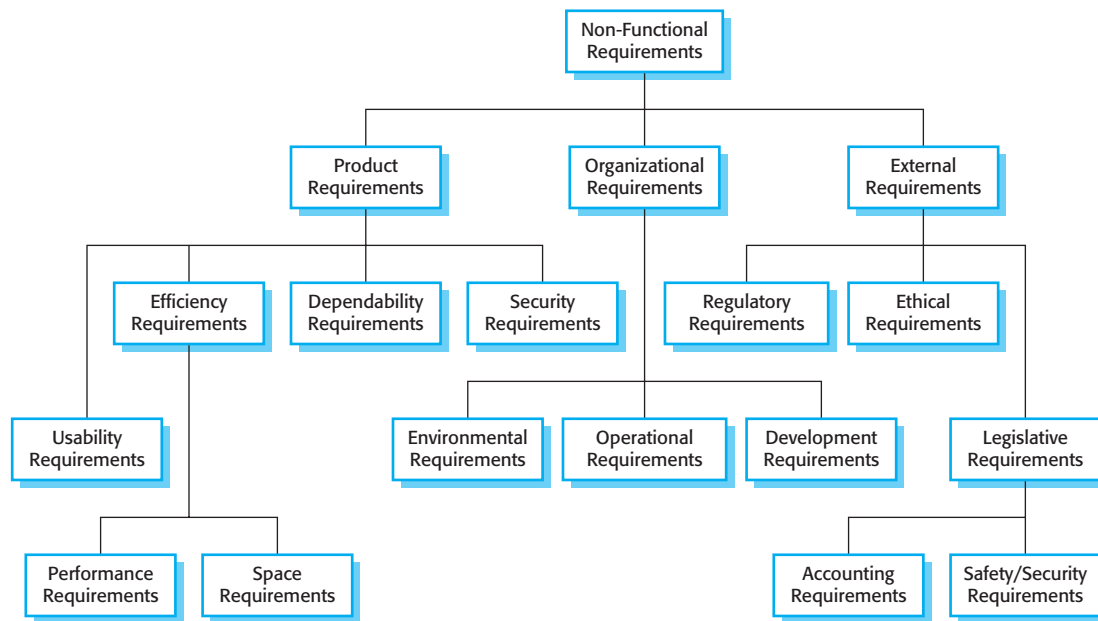 Non-Functional
Requirements
Product
Requirements
Organizational
Requirements
External
Requirements
Efficiency
Requirements
Dependability
Requirements
Security
Requirements
Regulatory
Requirements
Ethical
Requirements
Usability
Requirements
Environmental
Requirements
Operational
Requirements
Development
Requirements
Legislative
Requirements
Performance
Requirements
Space
Requirements
Accounting
Requirements
Safety/Security
Requirements